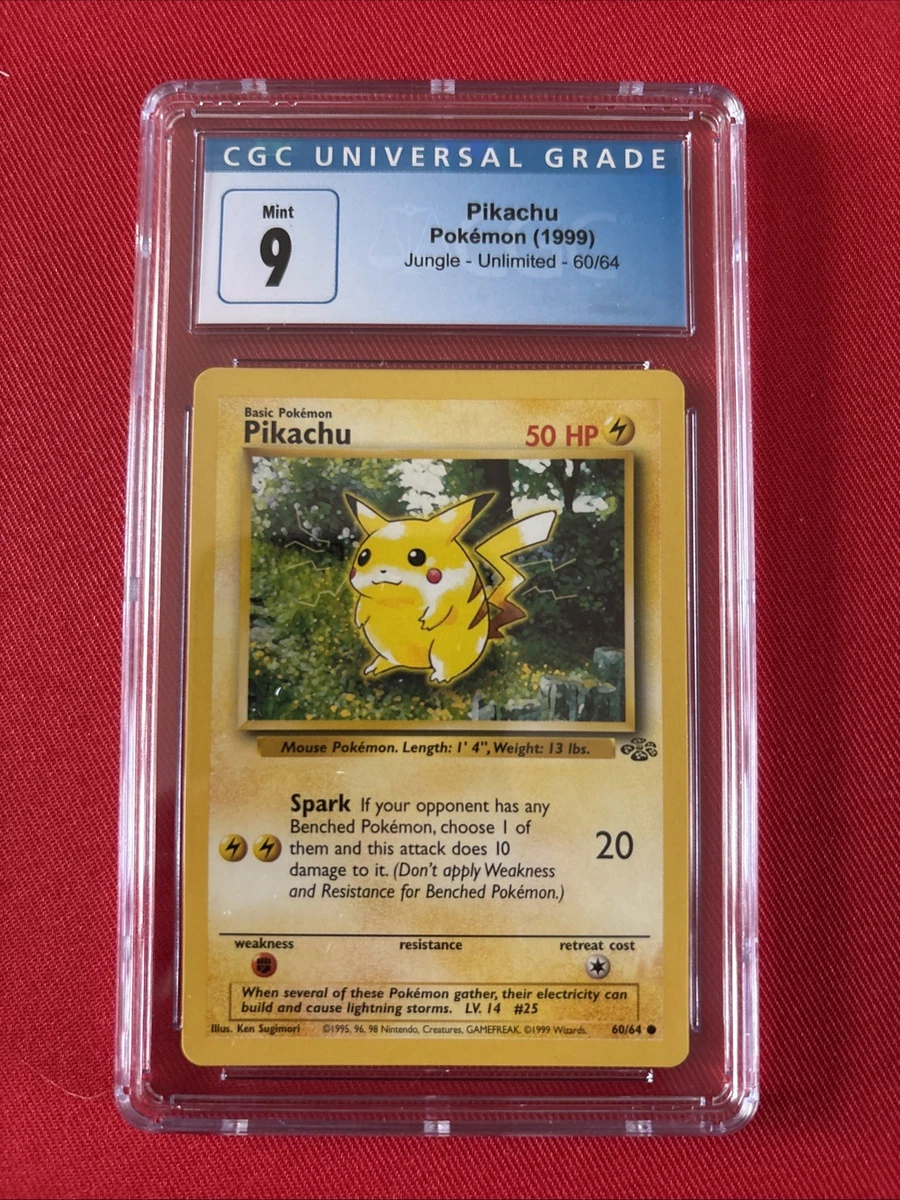 CGC UNIVERSAL GRADE
Mint
9
Pikachu
Pokémon (1999)
Jungle - Unlimited - 60/64
Basic Pokémon
Pikachu
50 HP
Mouse Pokémon. Length: 1' 4", Weight: 13 lbs.
Spark If your opponent has any
Benched Pokémon, choose 1 of
them and this attack does 10
damage to it. (Don't apply Weakness
and Resistance for Benched Pokémon.)
20
weakness
resistance
retreat cost
When several of these Pokémon gather, their electricity can
build and cause lightning storms. LV. 14 #25
Illus. Ken Sugimori
©1995, 96, 98 Nintendo, Creatures, GAMEFREAK. ©1999 Wizards.
60/64